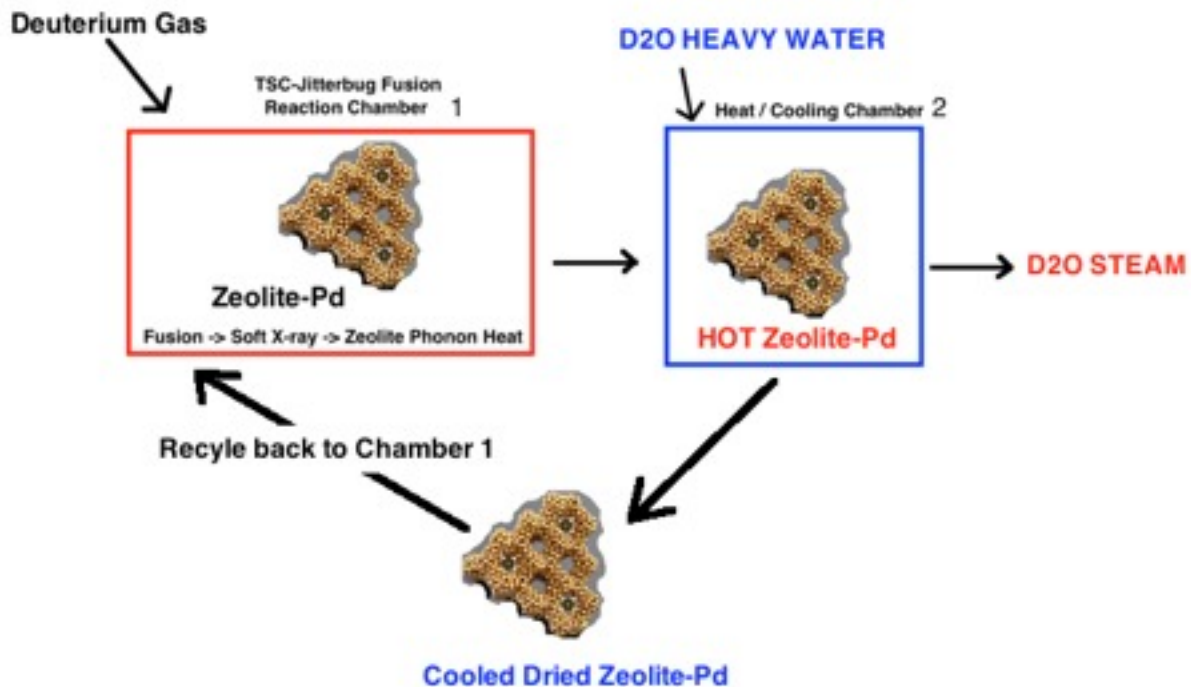 Deuterium Gas
D2O HEAVY WATER
TSC-Jitterbug Fusion
Reaction Chamber 1
Heat / Cooling Chamber 2
Zeolite-Pd
Fusion -> Soft X-ray -> Zeolite Phonon Heat
HOT Zeolite-Pd
D2O STEAM
Recyle back to Chamber 1
Cooled Dried Zeolite-Pd